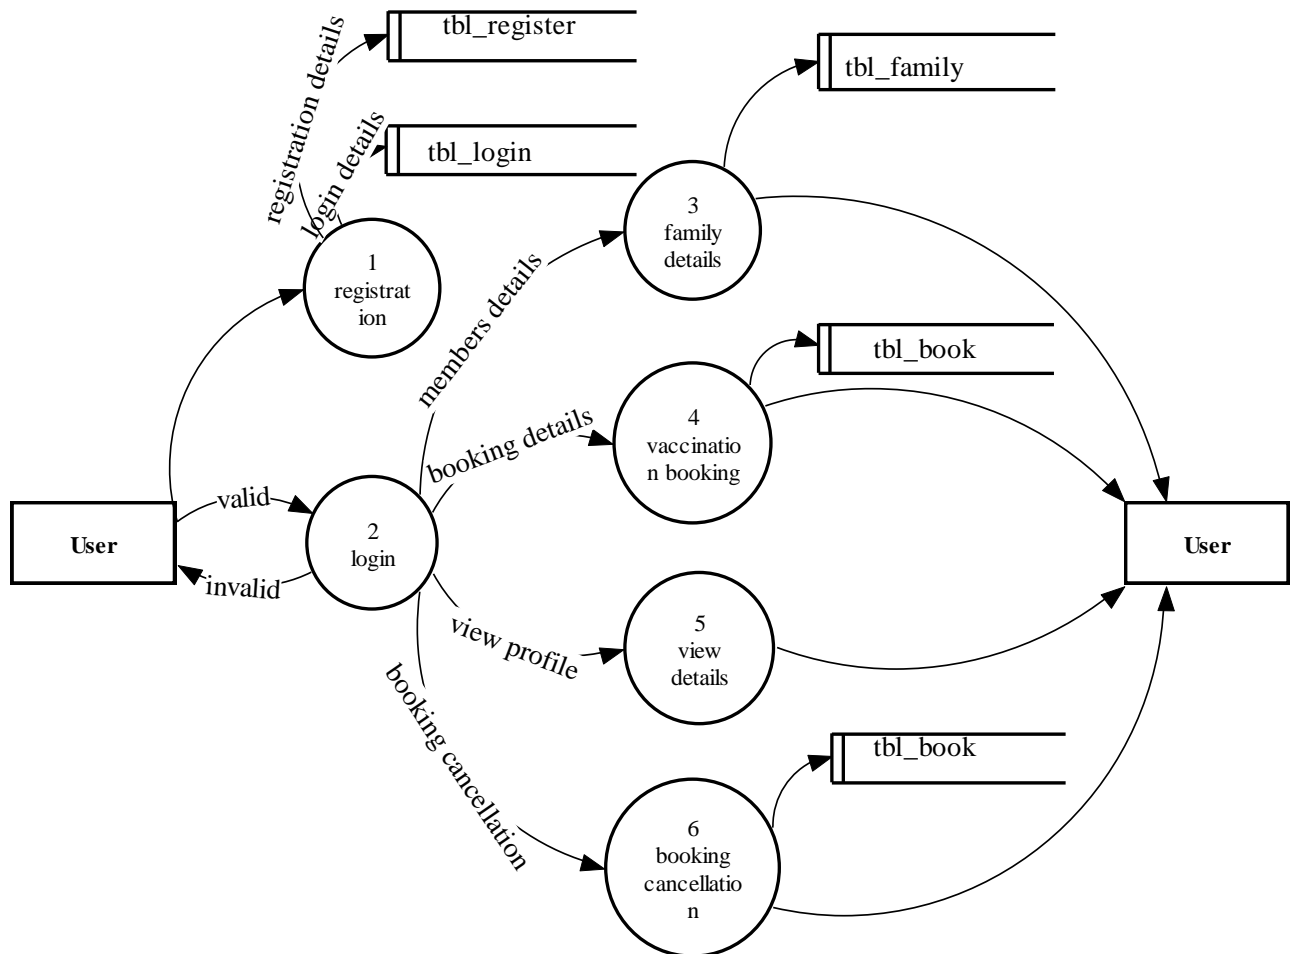 registration details
tbl_register
login details
tbl_login
tbl_family
1
registrat
ion
3
family
details
members details
tbl_book
booking details
4
vaccinatio
n booking
User
valid
invalid
2
login
User
view profile
5
view
details
booking cancellation
tbl_book
6
booking
cancellatio
n